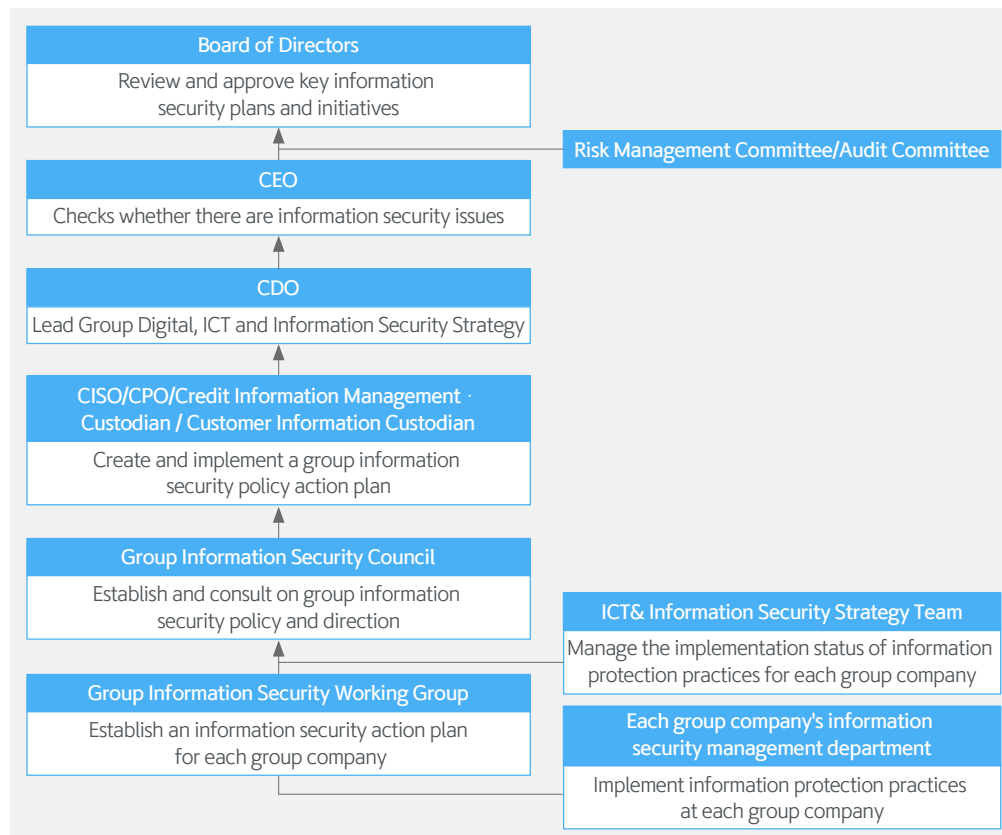 Board of Directors
Review and approve key information
security plans and initiatives
Risk Management Committee/Audit Committee
CEO
Checks whether there are information security issues
CDO
Lead Group Digital, ICT and Information Security Strategy
CISO/CPO/Credit Information Management ·
Custodian / Customer Information Custodian
Create and implement a group information
security policy action plan
Group Information Security Council
Establish and consult on group information
security policy and direction
ICT& Information Security Strategy Team
Manage the implementation status of information
protection practices for each group company
Group Information Security Working Group
Establish an information security action plan
for each group company
Each group company's information
security management department
Implement information protection practices
at each group company